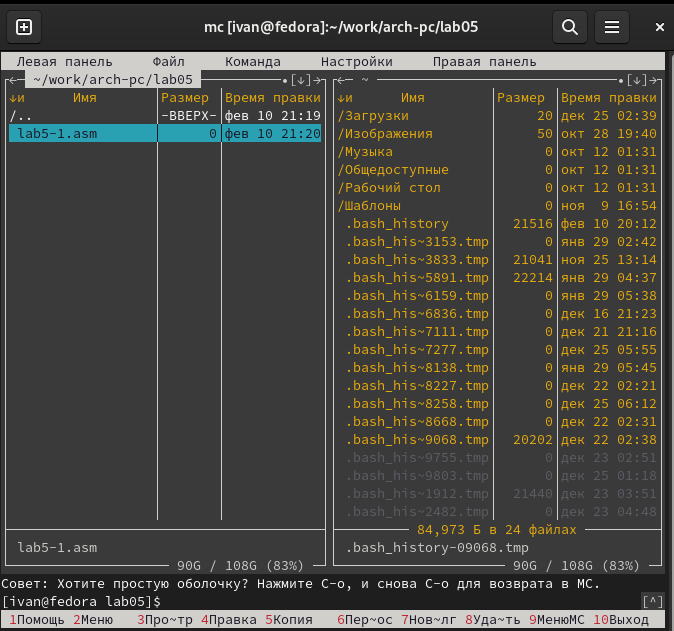 mc [ivan@fedora]:~/work/arch-pc/lab05
Левая панель Файл Команда Настройки Правая панель
~/work/arch-pc/lab05 .[↓]
↓и Имя Размер Время правки
/.. -ВВЕРХ- фев 10 21:19
lab5-1.asm 0 фев 10 21:20
lab5-1.asm
90G / 108G (83%)
~ .[↓]
↓и Имя Размер Время правки
/Загрузки 20 дек 25 02:39
/Изображения 50 окт 28 19:40
/Музыка 0 окт 12 01:31
/Общедоступные 0 окт 12 01:31
/Рабочий стол 0 окт 12 01:31
/Шаблоны 0 ноя 9 16:54
.bash_history 21516 фев 10 20:12
.bash_his~3153.tmp 0 янв 29 02:42
.bash_his~3833.tmp 21041 ноя 25 13:14
.bash_his~5891.tmp 22214 янв 29 04:37
.bash_his~6159.tmp 0 янв 29 05:38
.bash_his~6836.tmp 0 дек 16 21:23
.bash_his~7111.tmp 0 дек 21 21:16
.bash_his~7277.tmp 0 дек 25 05:55
.bash_his~8138.tmp 0 янв 29 05:45
.bash_his~8227.tmp 0 дек 22 02:21
.bash_his~8258.tmp 0 дек 25 06:12
.bash_his~8668.tmp 0 дек 22 02:31
.bash_his~9068.tmp 20202 дек 22 02:38
.bash_his~9755.tmp 0 дек 23 02:51
.bash_his~9803.tmp 0 дек 25 01:18
.bash_his~1912.tmp 21440 дек 23 03:51
.bash_his~2482.tmp 0 дек 23 04:48
84,973 Б в 24 файлах
.bash_history-09068.tmp
90G / 108G (83%)
Совет: Хотите простую оболочку? Нажмите C-o, и снова C-o для возврата в MC.
[ivan@fedora lab05]$ [^]
1Помощь 2Меню 3Про~тр 4Правка 5Копия 6Пер~ос 7Нов~лг 8Уда~ть 9МенюMC 10Выход